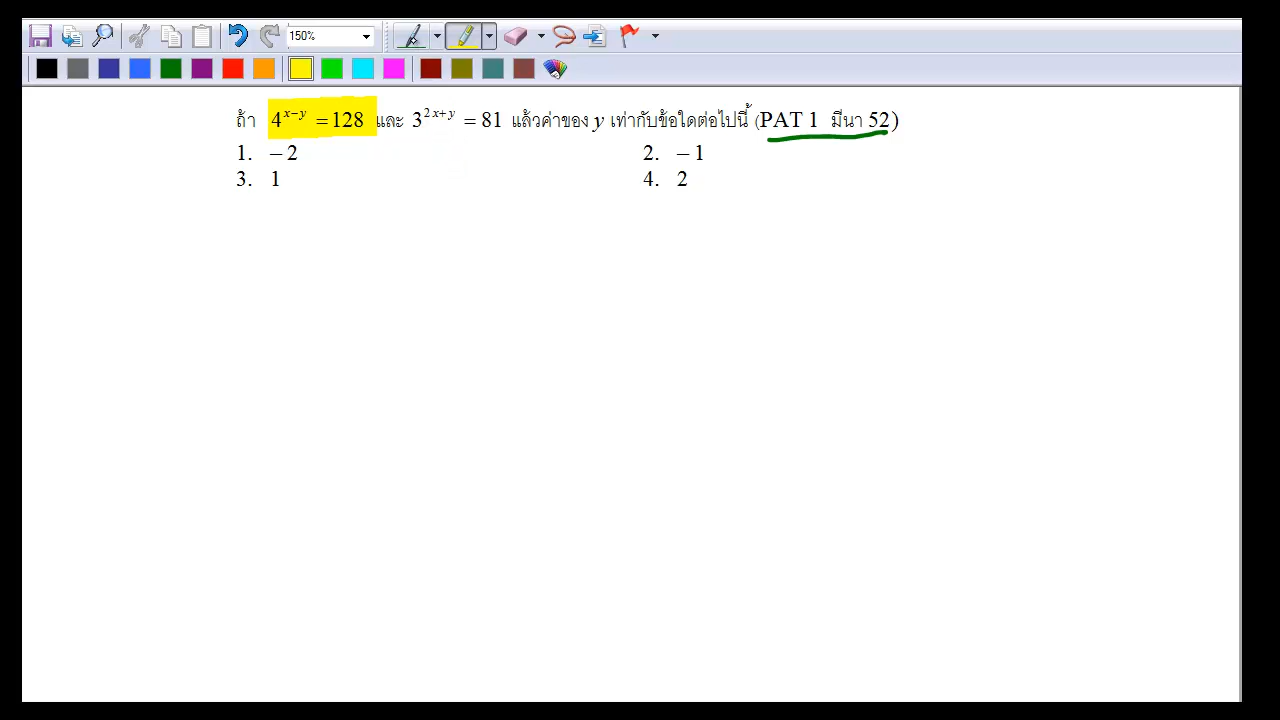 150%
ถ้า 4^{x-y} = 128 และ 3^{2x+y} = 81 แล้วค่าของ y เท่ากับข้อใดต่อไปนี้ (PAT 1 มีนา 52)
1. −2 2. −1
3. 1 4. 2